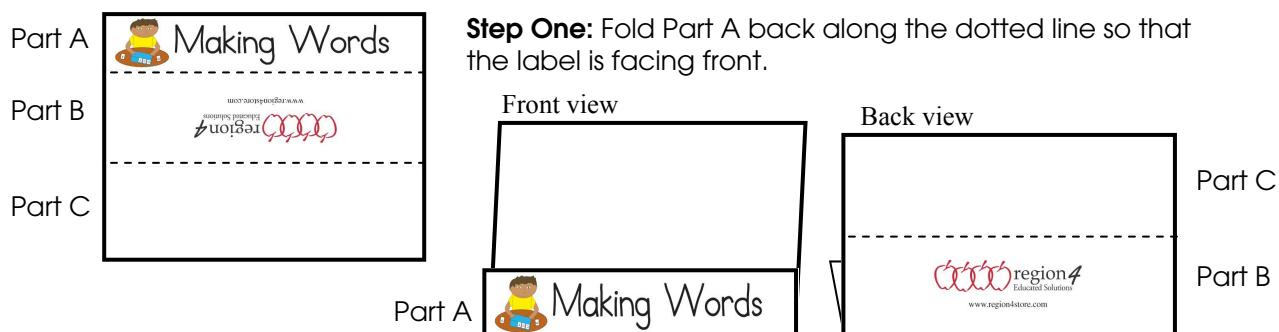 Part A
Making Words
Part B
www.region4store.com
Educated Solutions
region4
Part C
Step One: Fold Part A back along the dotted line so that
the label is facing front.
Front view
Part A
Making Words
Back view
Part C
region4
Educated Solutions
www.region4store.com
Part B